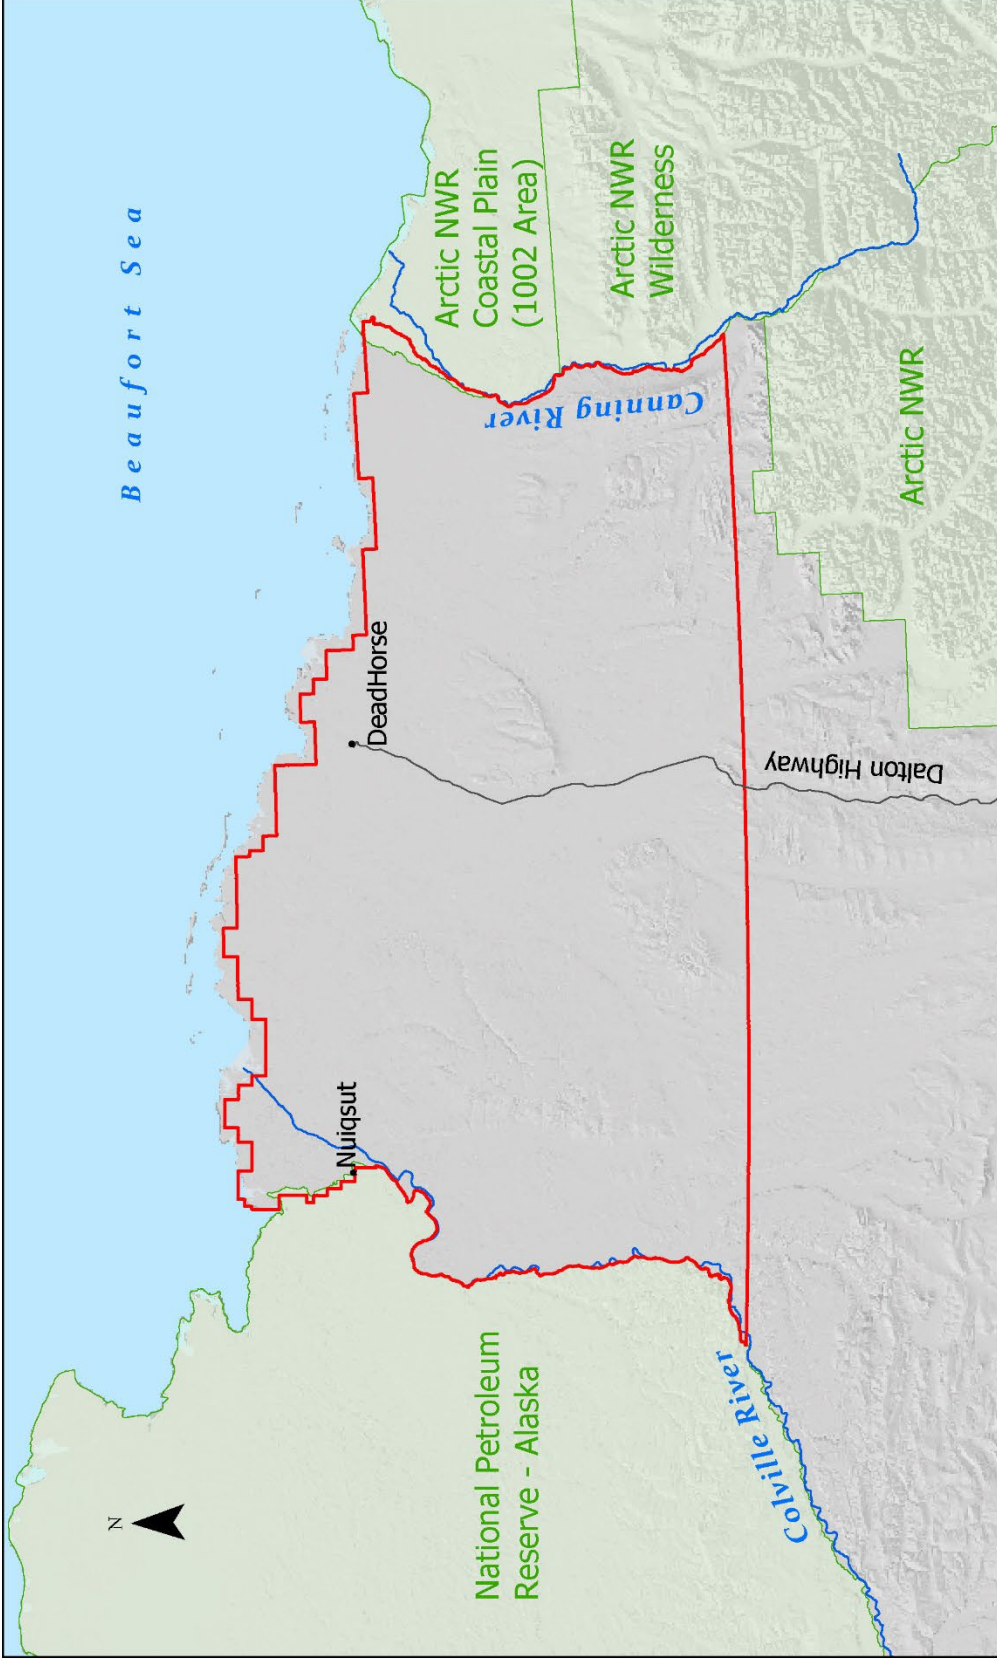 Beaufort Sea
N
Nuiqsut
DeadHorse
Arctic NWR
Coastal Plain
(1002 Area)
Canning River
National Petroleum
Reserve - Alaska
Arctic NWR
Wilderness
Colville River
Dalton Highway
Arctic NWR